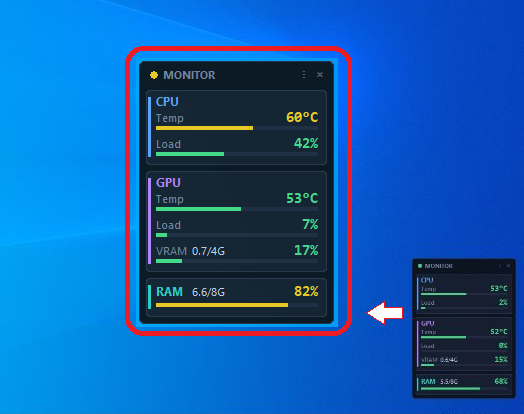 MONITOR
CPU
Temp 60°C
Load 42%
GPU
Temp 53°C
Load 7%
VRAM 0.7/4G 17%
RAM 6.6/8G 82%
MONITOR
CPU
Temp 53°C
Load 2%
GPU
Temp 52°C
Load 0%
VRAM 0.6/4G 15%
RAM 5.5/8G 68%